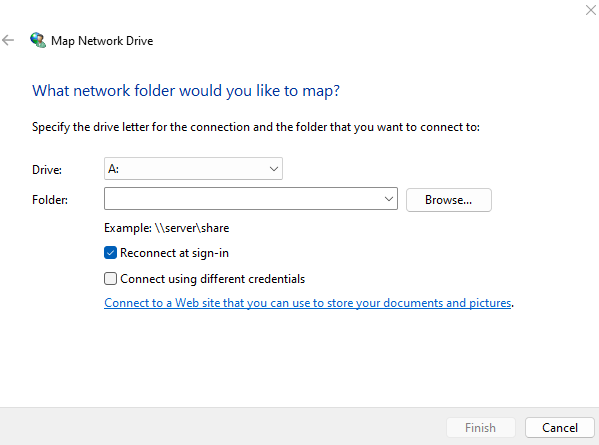 Map Network Drive
What network folder would you like to map?
Specify the drive letter for the connection and the folder that you want to connect to:
Drive: A:
Folder: Browse...
Example: \\server\share
Reconnect at sign-in
Connect using different credentials
Connect to a Web site that you can use to store your documents and pictures.
Finish Cancel